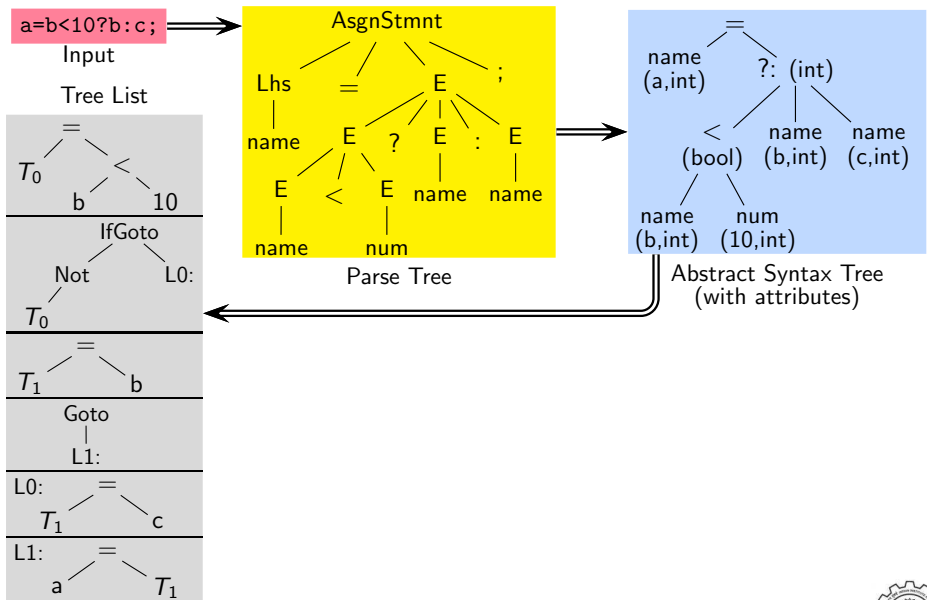 a=b<10?b:c;
Input
AsgnStmnt
Lhs = E ;
name E ? E : E
E < E name name
name num
Parse Tree
=
name ?: (int)
(a,int)
< name name
(bool) (b,int) (c,int)
name num
(b,int) (10,int)
Abstract Syntax Tree
(with attributes)
Tree List
=
T₀ <
b 10
IfGoto
Not L0:
T₀
=
T₁ b
Goto
L1:
L0: =
T₁ c
L1: =
a T₁